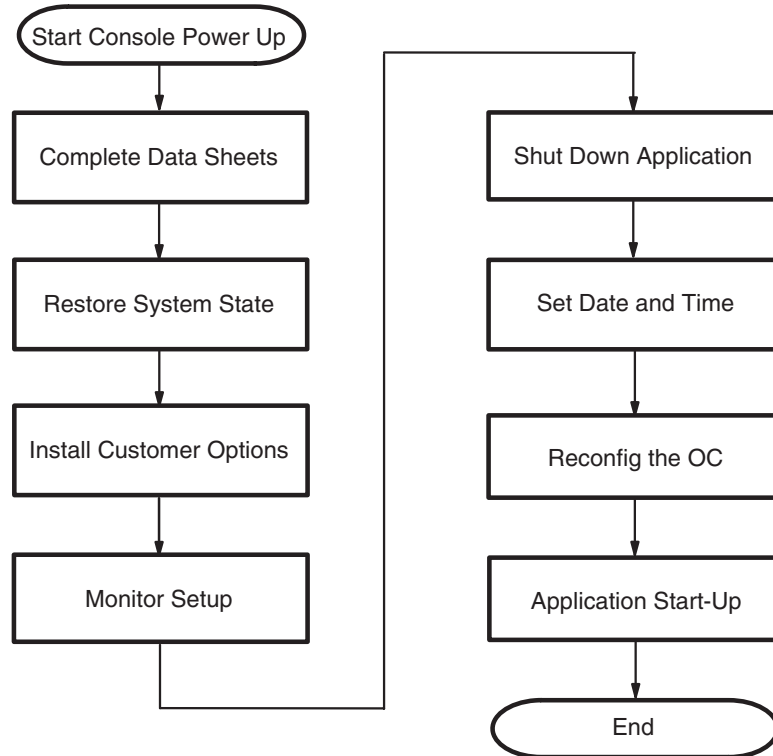 Start Console Power Up
Complete Data Sheets
Restore System State
Install Customer Options
Monitor Setup
Shut Down Application
Set Date and Time
Reconfig the OC
Application Start-Up
End